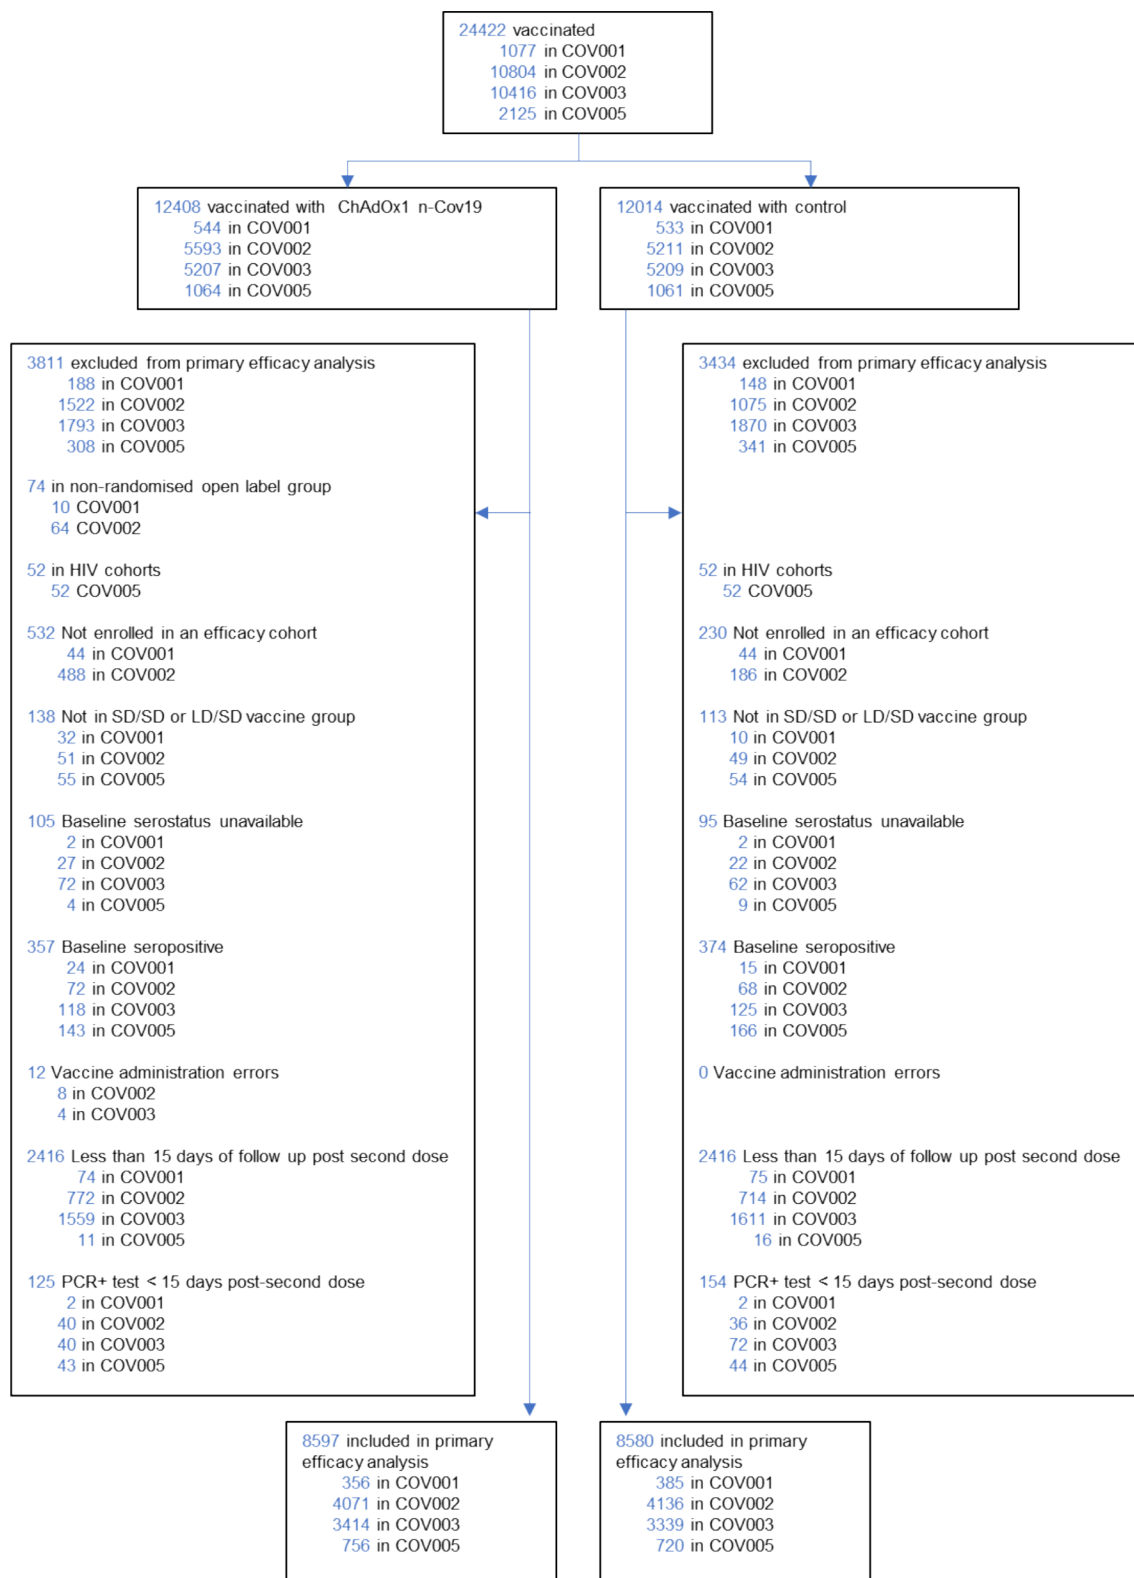 24422 vaccinated
1077 in COV001
10804 in COV002
10416 in COV003
2125 in COV005
12408 vaccinated with ChAdOx1 n-Cov19
544 in COV001
5593 in COV002
5207 in COV003
1064 in COV005
12014 vaccinated with control
533 in COV001
5211 in COV002
5209 in COV003
1061 in COV005
3811 excluded from primary efficacy analysis
188 in COV001
1522 in COV002
1793 in COV003
308 in COV005
74 in non-randomised open label group
10 COV001
64 COV002
52 in HIV cohorts
52 COV005
532 Not enrolled in an efficacy cohort
44 in COV001
488 in COV002
138 Not in SD/SD or LD/SD vaccine group
32 in COV001
51 in COV002
55 in COV005
105 Baseline serostatus unavailable
2 in COV001
27 in COV002
72 in COV003
4 in COV005
357 Baseline seropositive
24 in COV001
72 in COV002
118 in COV003
143 in COV005
12 Vaccine administration errors
8 in COV002
4 in COV003
2416 Less than 15 days of follow up post second dose
74 in COV001
772 in COV002
1559 in COV003
11 in COV005
125 PCR+ test < 15 days post-second dose
2 in COV001
40 in COV002
40 in COV003
43 in COV005
3434 excluded from primary efficacy analysis
148 in COV001
1075 in COV002
1870 in COV003
341 in COV005
52 in HIV cohorts
52 COV005
230 Not enrolled in an efficacy cohort
44 in COV001
186 in COV002
113 Not in SD/SD or LD/SD vaccine group
10 in COV001
49 in COV002
54 in COV005
95 Baseline serostatus unavailable
2 in COV001
22 in COV002
62 in COV003
9 in COV005
374 Baseline seropositive
15 in COV001
68 in COV002
125 in COV003
166 in COV005
0 Vaccine administration errors
2416 Less than 15 days of follow up post second dose
75 in COV001
714 in COV002
1611 in COV003
16 in COV005
154 PCR+ test < 15 days post-second dose
2 in COV001
36 in COV002
72 in COV003
44 in COV005
8597 included in primary
efficacy analysis
356 in COV001
4071 in COV002
3414 in COV003
756 in COV005
8580 included in primary
efficacy analysis
385 in COV001
4136 in COV002
3339 in COV003
720 in COV005